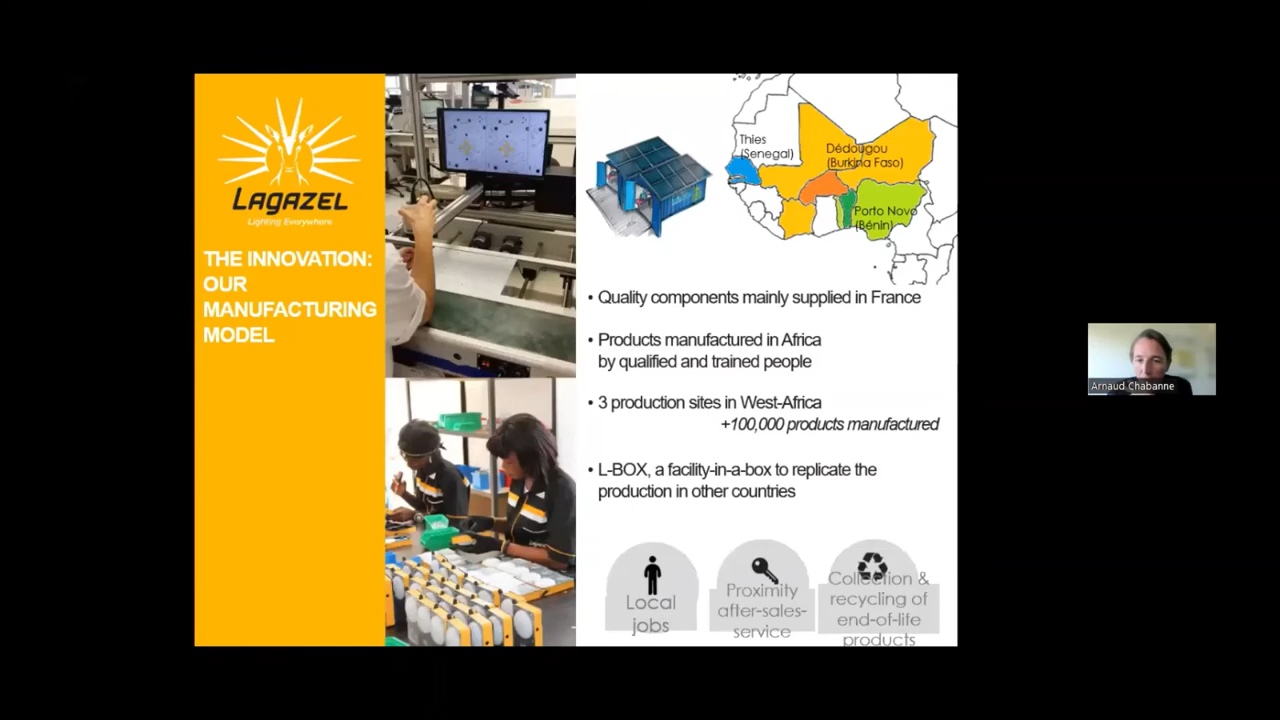 LAGAZEL
Lighting Everywhere
THE INNOVATION:
OUR
MANUFACTURING
MODEL
Thies
(Senegal)
Dédougou
(Burkina Faso)
Porto Novo
(Bénin)
• Quality components mainly supplied in France
• Products manufactured in Africa
by qualified and trained people
• 3 production sites in West-Africa
+100,000 products manufactured
• L-BOX, a facility-in-a-box to replicate the
production in other countries
Local
jobs
Proximity
after-sales-
service
Collection &
recycling of
end-of-life
products
Arnaud Chabanne